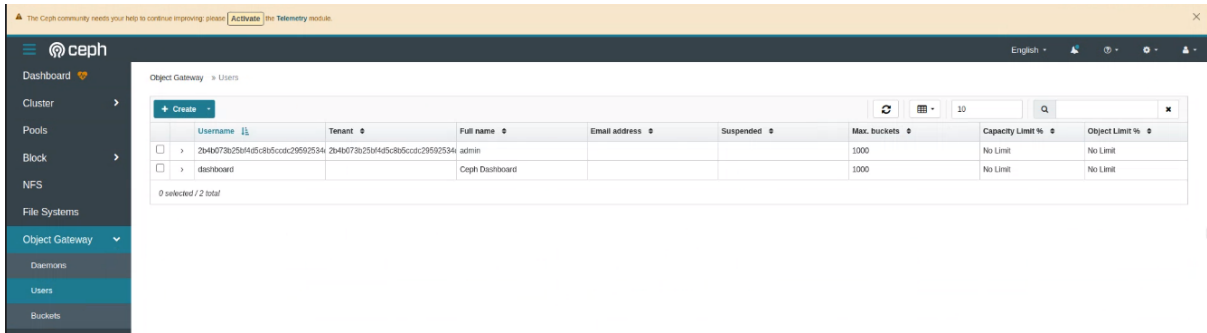 The Ceph community needs your help to continue improving: please Activate the Telemetry module.
ceph
English
Dashboard
Cluster
Pools
Block
NFS
File Systems
Object Gateway
Daemons
Users
Buckets
Object Gateway » Users
+ Create
10
Username Tenant Full name Email address Suspended Max. buckets Capacity Limit % Object Limit %
2b4b073b25bf4d5c8b5ccdc29592534 2b4b073b25bf4d5c8b5ccdc29592534 admin 1000 No Limit No Limit
dashboard Ceph Dashboard 1000 No Limit No Limit
0 selected / 2 total